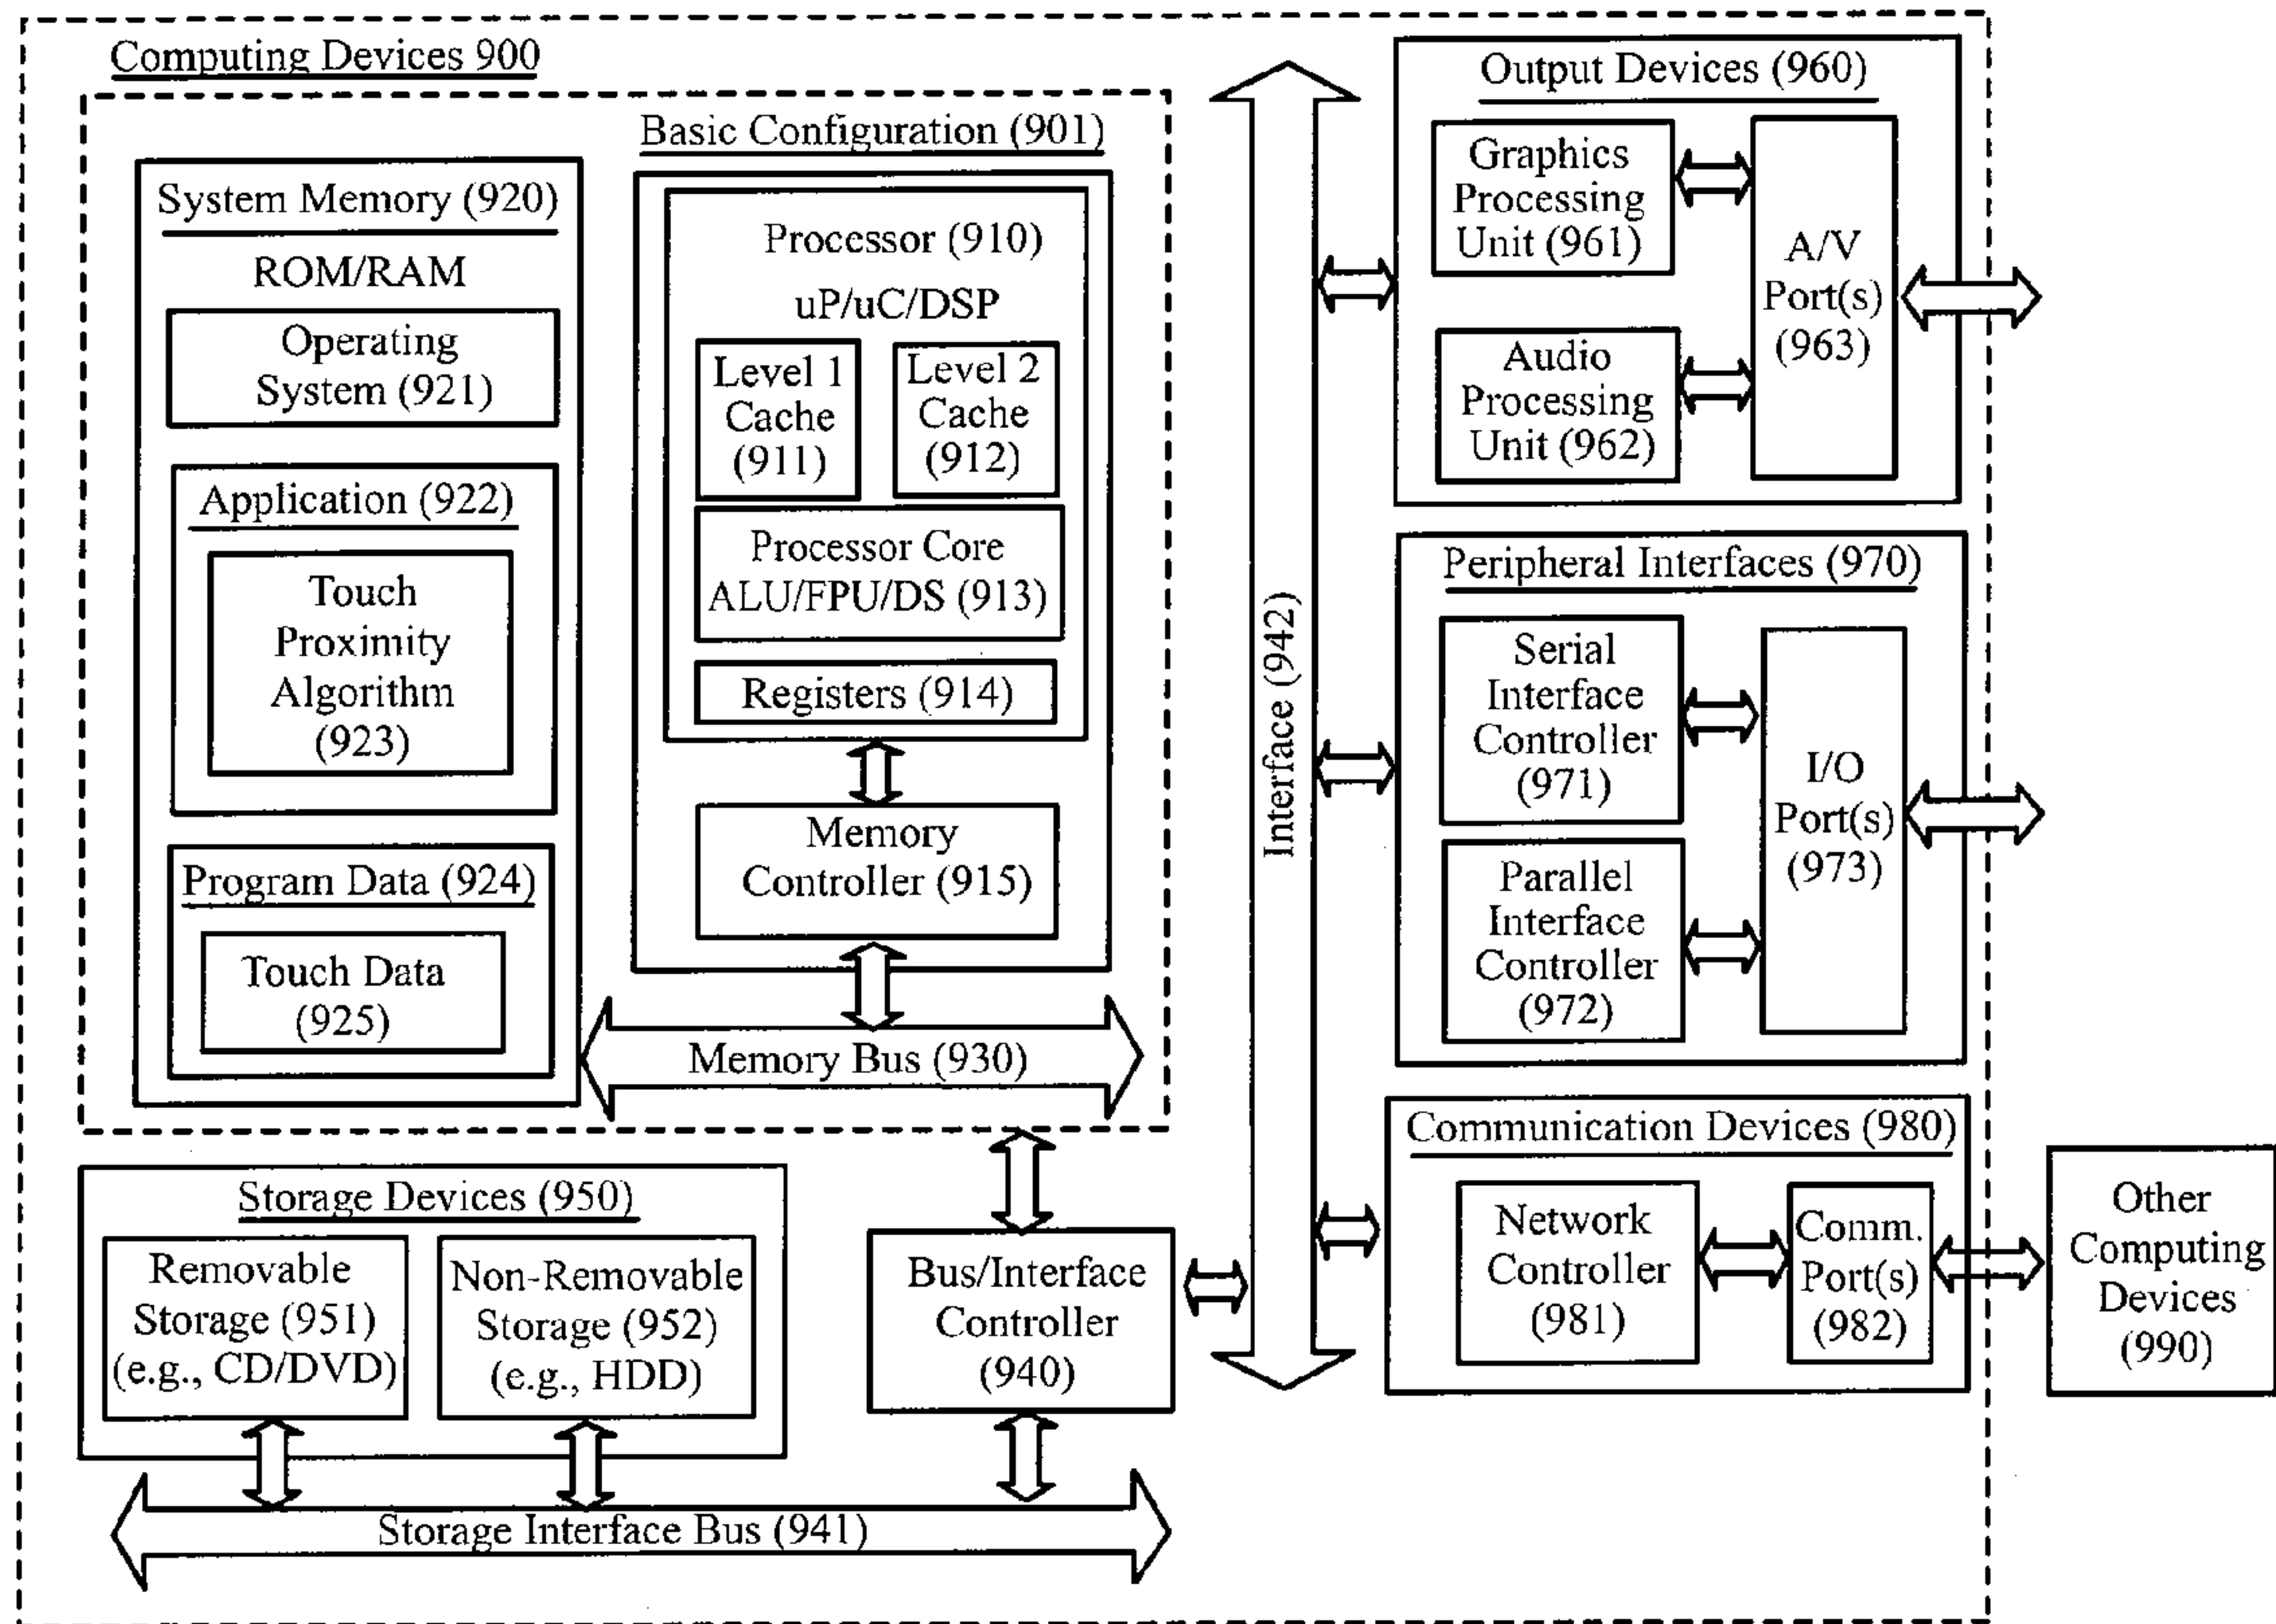 Computing Devices 900
Basic Configuration (901)
System Memory (920)
ROM/RAM
Operating
System (921)
Application (922)
Touch
Proximity
Algorithm
(923)
Program Data (924)
Touch Data
(925)
Processor (910)
uP/uC/DSP
Level 1
Cache
(911)
Level 2
Cache
(912)
Processor Core
ALU/FPU/DS (913)
Registers (914)
Memory
Controller (915)
Memory Bus (930)
Storage Devices (950)
Removable
Storage (951)
(e.g., CD/DVD)
Non-Removable
Storage (952)
(e.g., HDD)
Bus/Interface
Controller
(940)
Storage Interface Bus (941)
Interface (942)
Output Devices (960)
Graphics
Processing
Unit (961)
Audio
Processing
Unit (962)
A/V
Port(s)
(963)
Peripheral Interfaces (970)
Serial
Interface
Controller
(971)
Parallel
Interface
Controller
(972)
I/O
Port(s)
(973)
Communication Devices (980)
Network
Controller
(981)
Comm.
Port(s)
(982)
Other
Computing
Devices
(990)